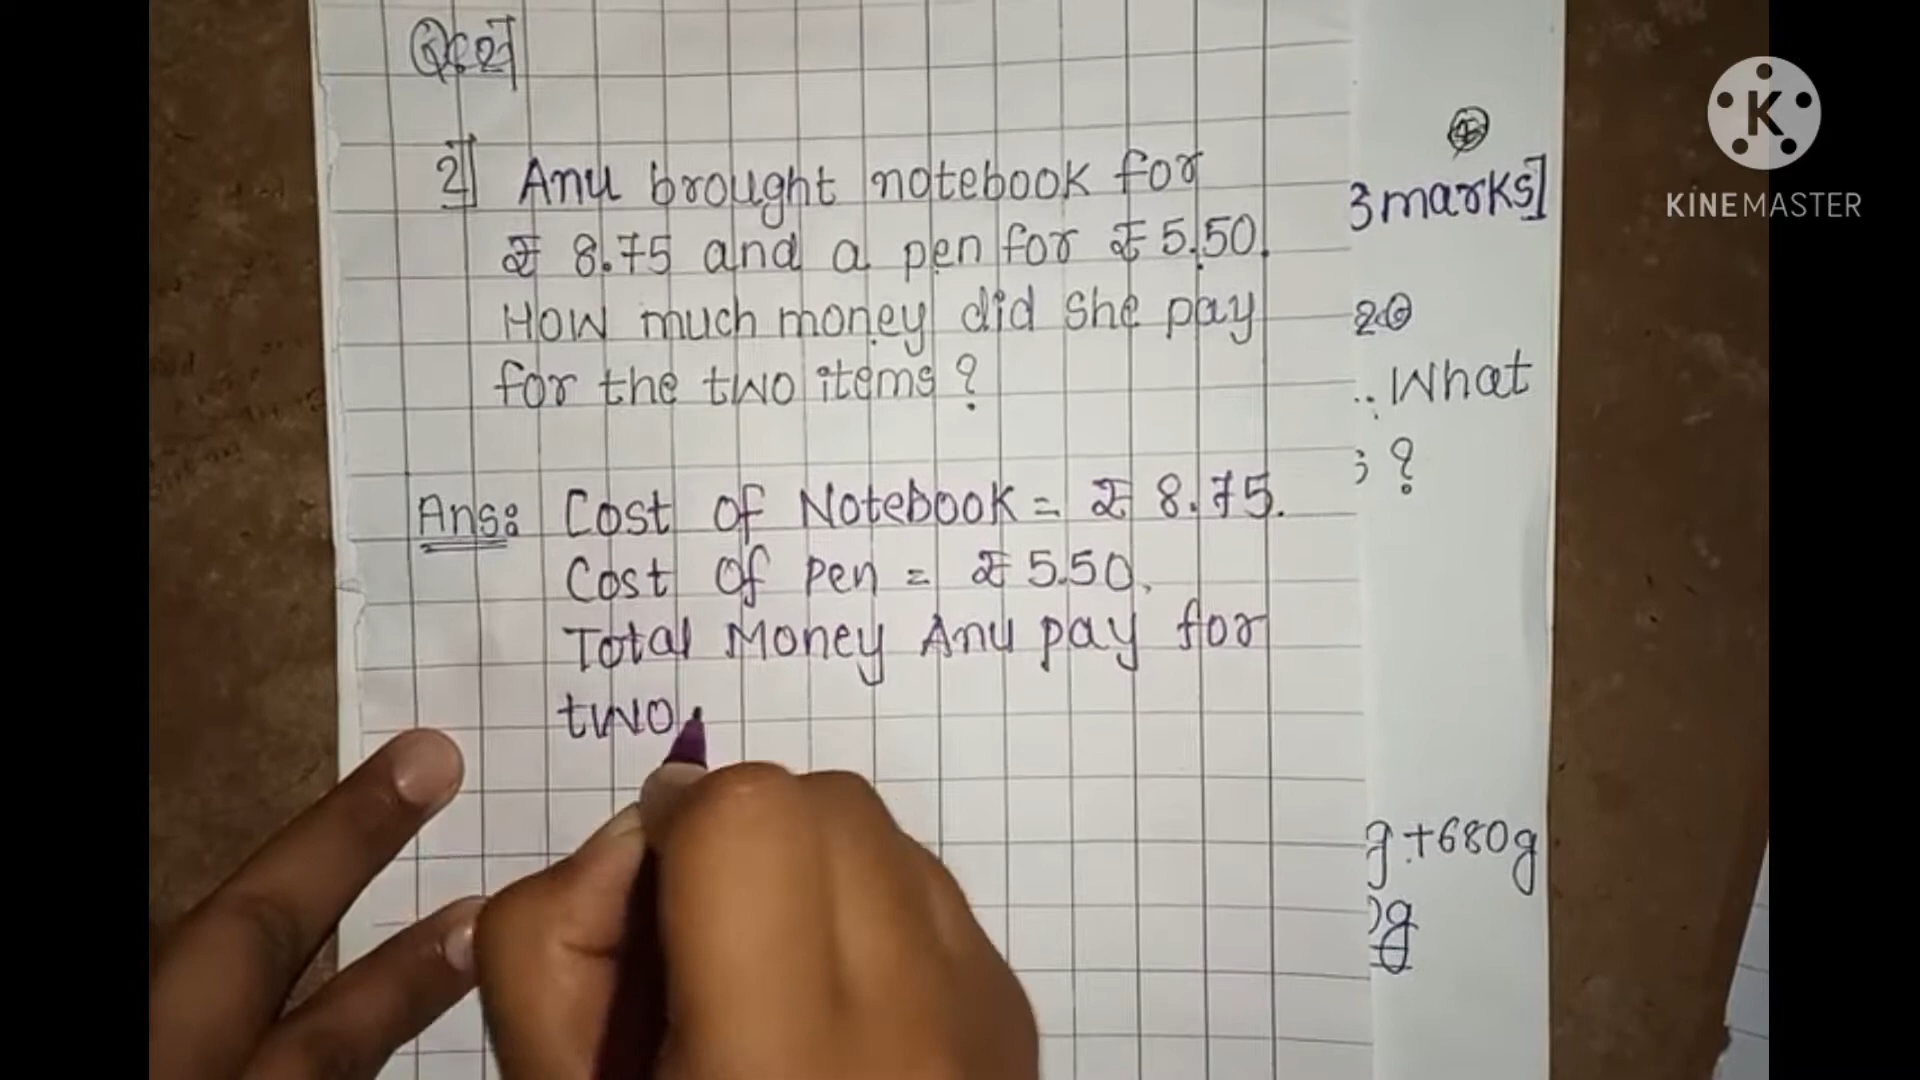 Q.2]
2] Anu brought notebook for
₹ 8.75 and a pen for ₹ 5.50.
How much money did she pay
for the two items?
Ans: Cost of Notebook = ₹ 8.75.
Cost of pen = ₹ 5.50.
Total Money Anu pay for
two
3 marks]
What
?
g + 680g
g
K
KINEMASTER